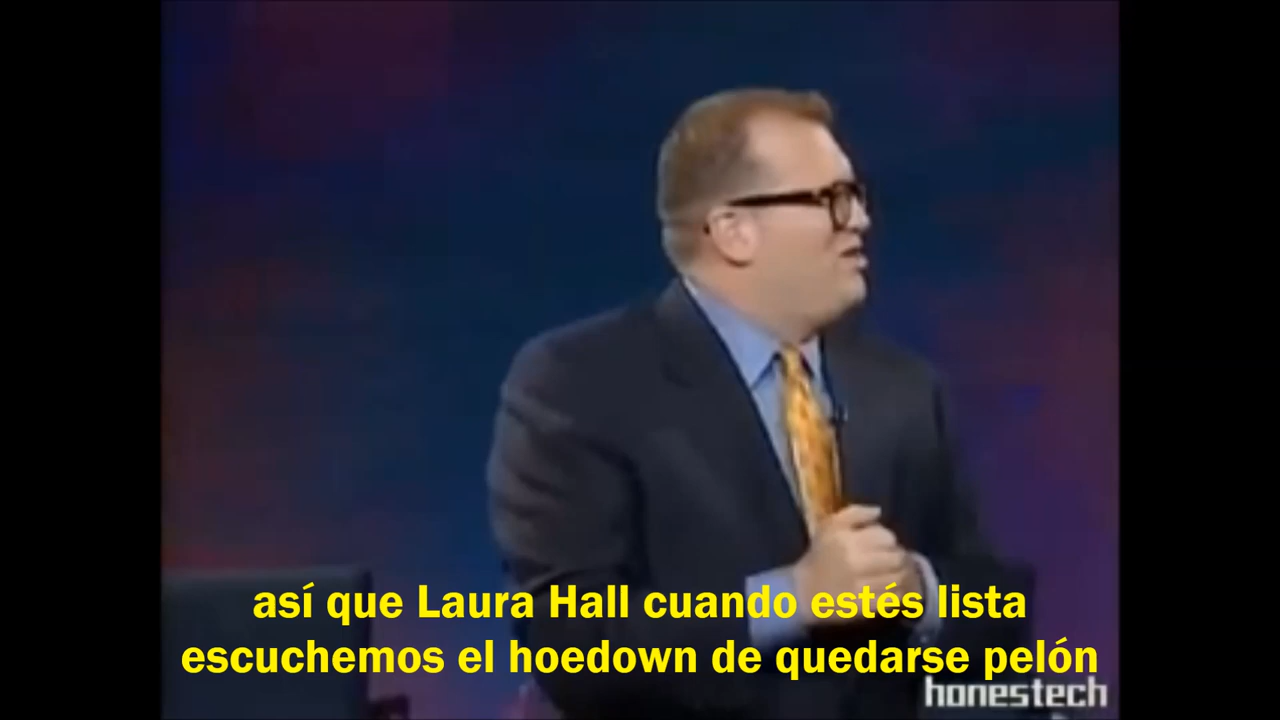 así que Laura Hall cuando estés lista
escuchemos el hoedown de quedarse pelón
honestech